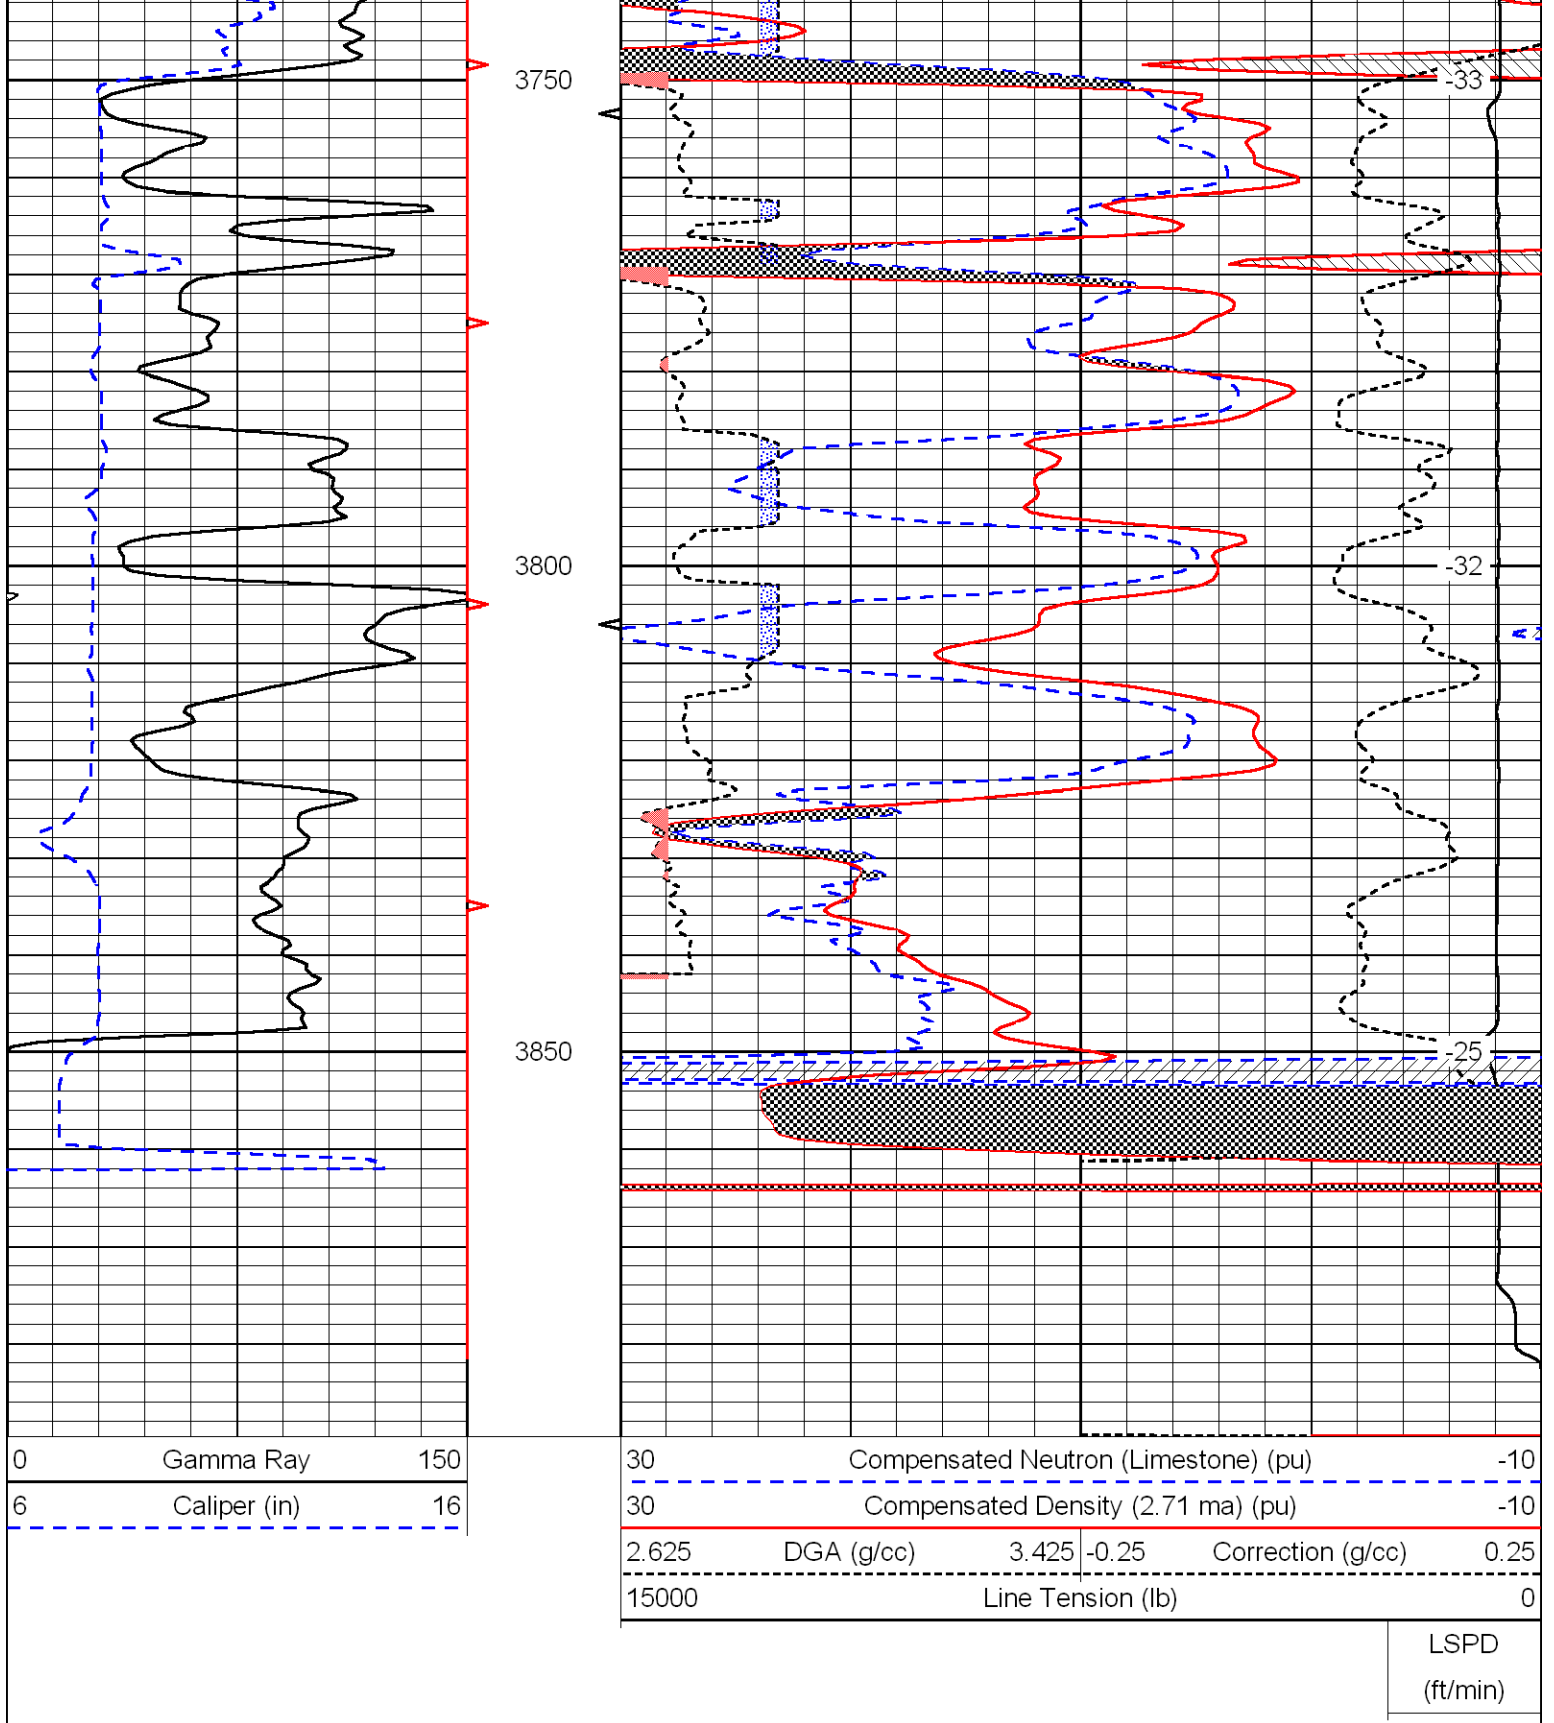 3750
-33
3800
-32
3850
-25
0 Gamma Ray 150
6 Caliper (in) 16
30 Compensated Neutron (Limestone) (pu) -10
30 Compensated Density (2.71 ma) (pu) -10
2.625 DGA (g/cc) 3.425 -0.25 Correction (g/cc) 0.25
15000 Line Tension (lb) 0
LSPD
(ft/min)